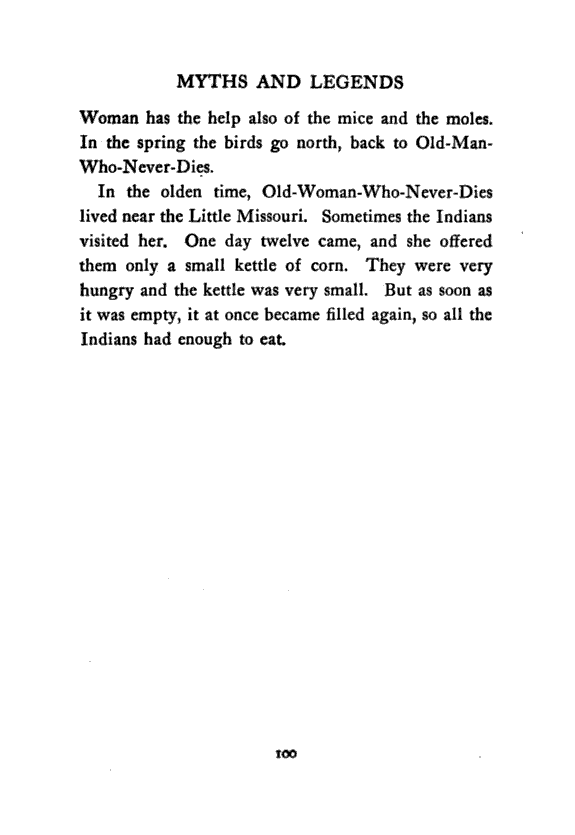 MYTHS AND LEGENDS
Woman has the help also of the mice and the moles.
In the spring the birds go north, back to Old-Man-
Who-Never-Dies.
In the olden time, Old-Woman-Who-Never-Dies
lived near the Little Missouri. Sometimes the Indians
visited her. One day twelve came, and she offered
them only a small kettle of corn. They were very
hungry and the kettle was very small. But as soon as
it was empty, it at once became filled again, so all the
Indians had enough to eat.
100